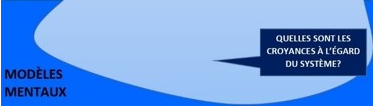 QUELLES SONT LES
CROYANCES À L'ÉGARD
DU SYSTÈME?
MODÈLES
MENTAUX